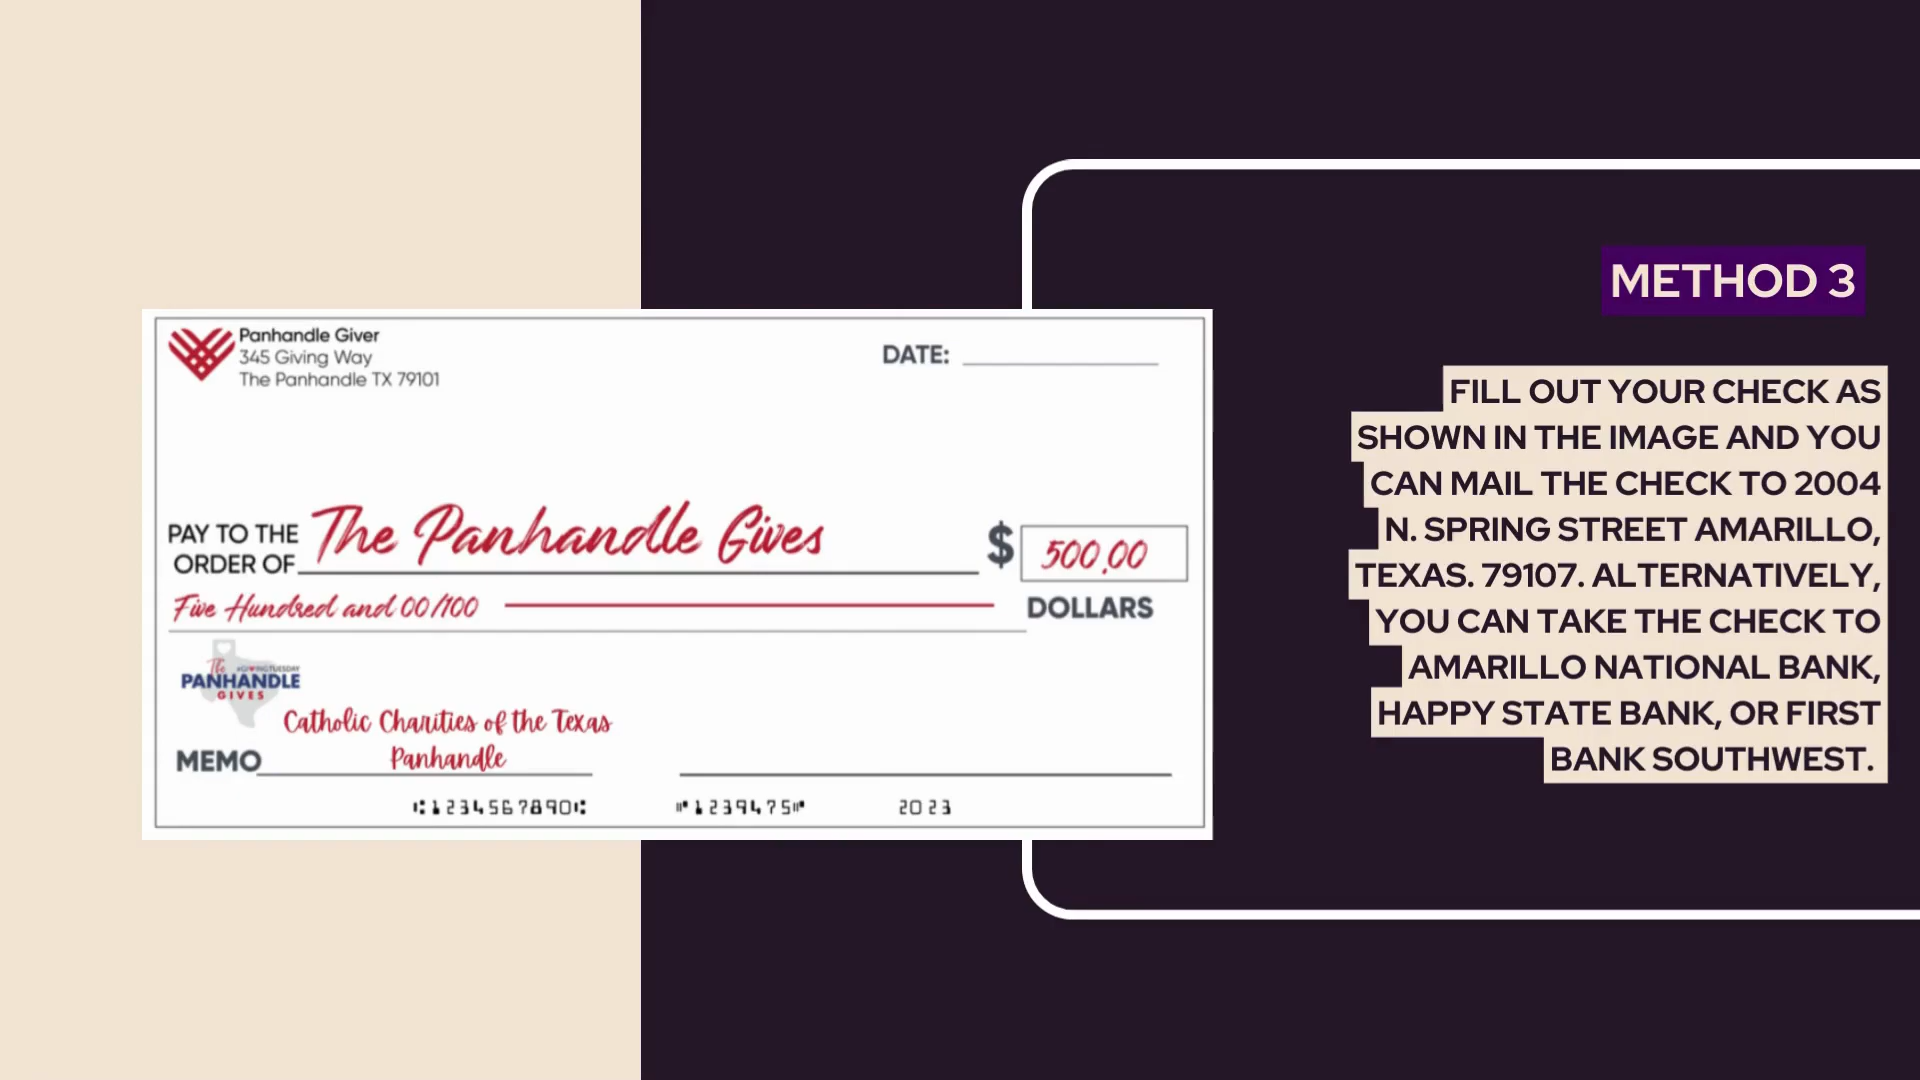 METHOD 3
FILL OUT YOUR CHECK AS
SHOWN IN THE IMAGE AND YOU
CAN MAIL THE CHECK TO 2004
N. SPRING STREET AMARILLO,
TEXAS. 79107. ALTERNATIVELY,
YOU CAN TAKE THE CHECK TO
AMARILLO NATIONAL BANK,
HAPPY STATE BANK, OR FIRST
BANK SOUTHWEST.
Panhandle Giver
345 Giving Way
The Panhandle TX 79101
DATE:
PAY TO THE
ORDER OF The Panhandle Gives $ 500.00
Five Hundred and 00/100 DOLLARS
The #GIVINGTUESDAY
PANHANDLE
GIVES
Catholic Charities of the Texas
Panhandle
MEMO
⑆1234567890⑆ ⑈1239475⑈ 2023